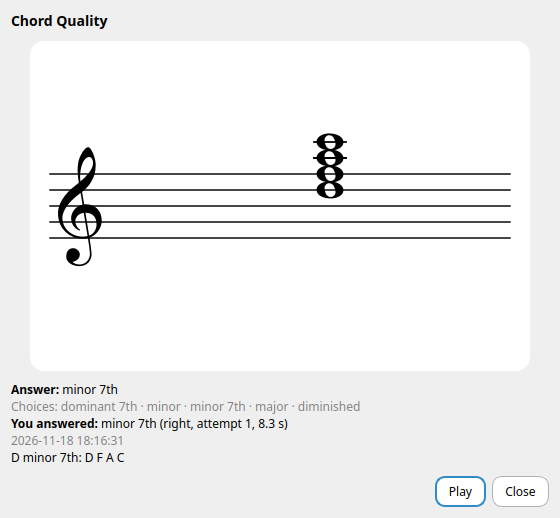 Chord Quality
Answer: minor 7th
Choices: dominant 7th · minor · minor 7th · major · diminished
You answered: minor 7th (right, attempt 1, 8.3 s)
2026-11-18 18:16:31
D minor 7th: D F A C
Play Close